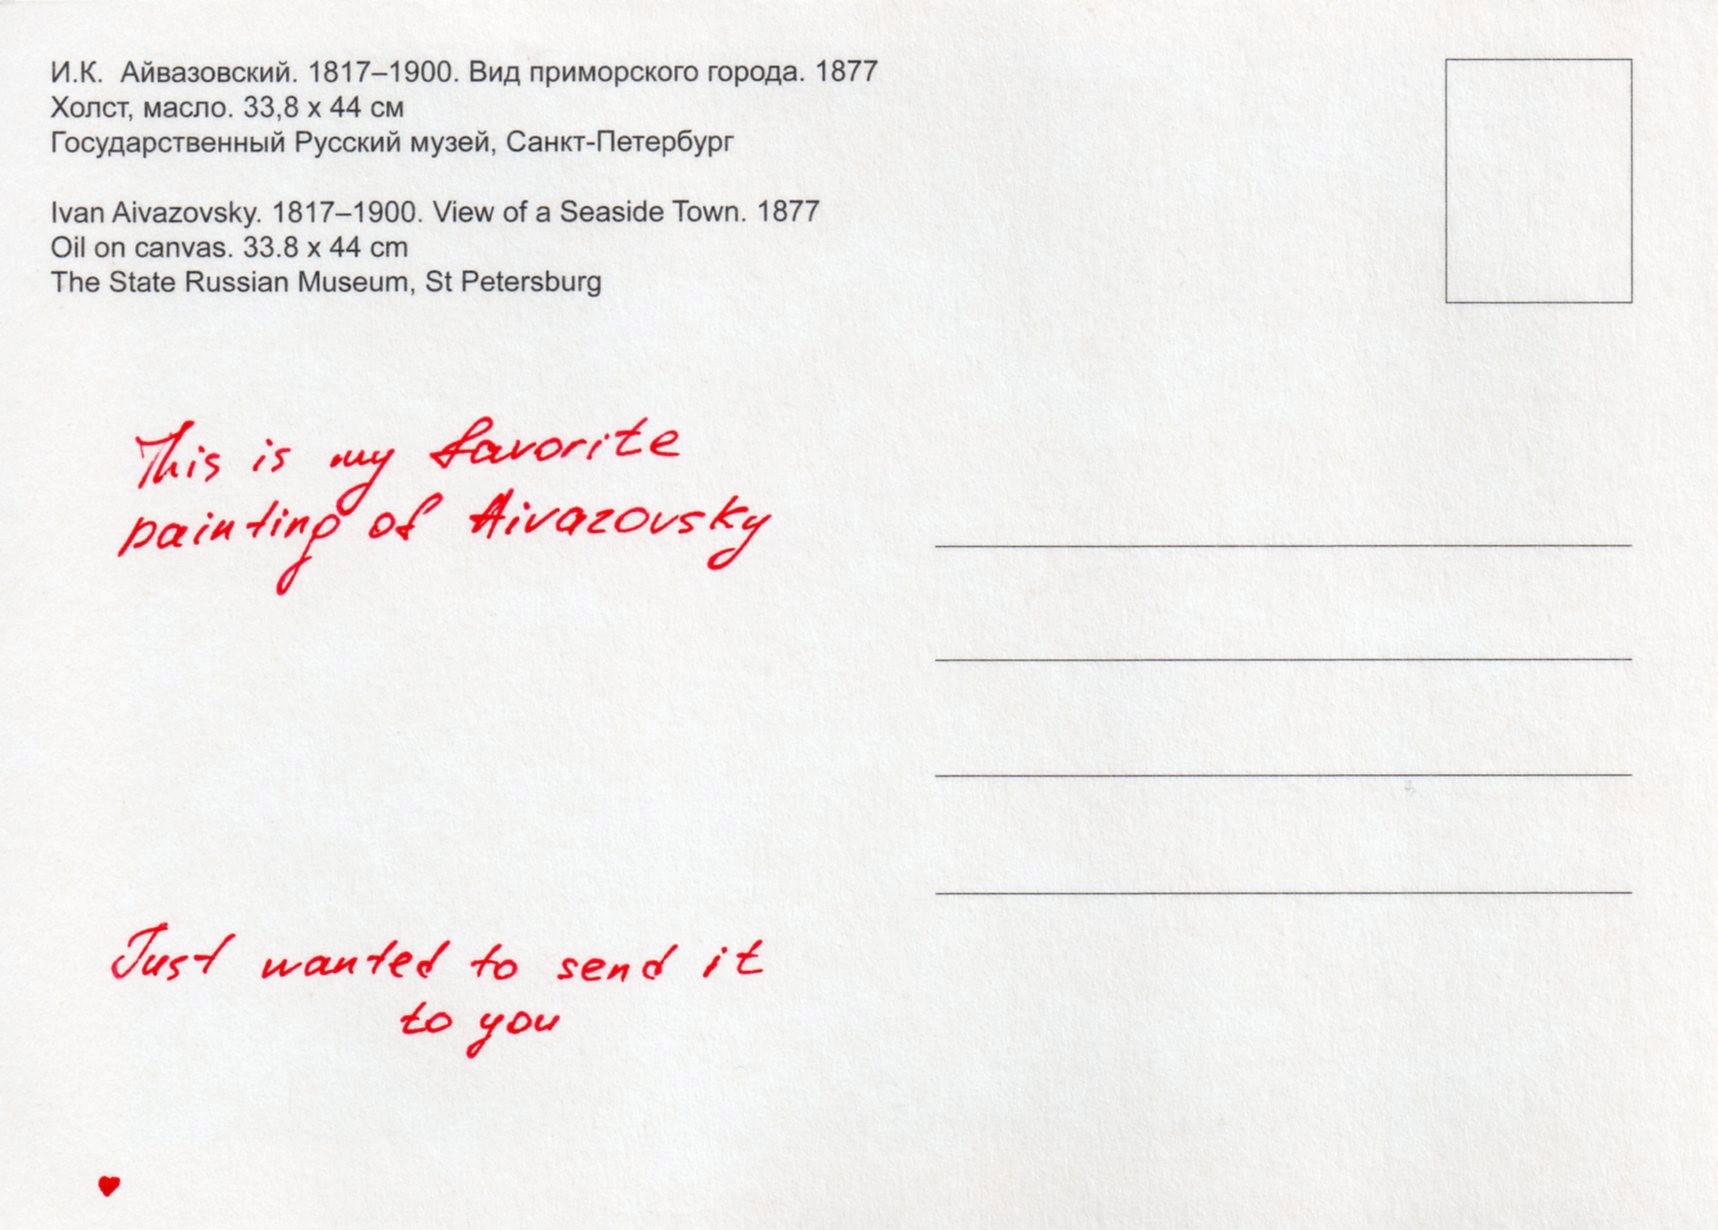 И.К. Айвазовский. 1817–1900. Вид приморского города. 1877
Холст, масло. 33,8 x 44 см
Государственный Русский музей, Санкт-Петербург
Ivan Aivazovsky. 1817–1900. View of a Seaside Town. 1877
Oil on canvas. 33.8 x 44 cm
The State Russian Museum, St Petersburg
This is my favorite
painting of Aivazovsky
Just wanted to send it
to you